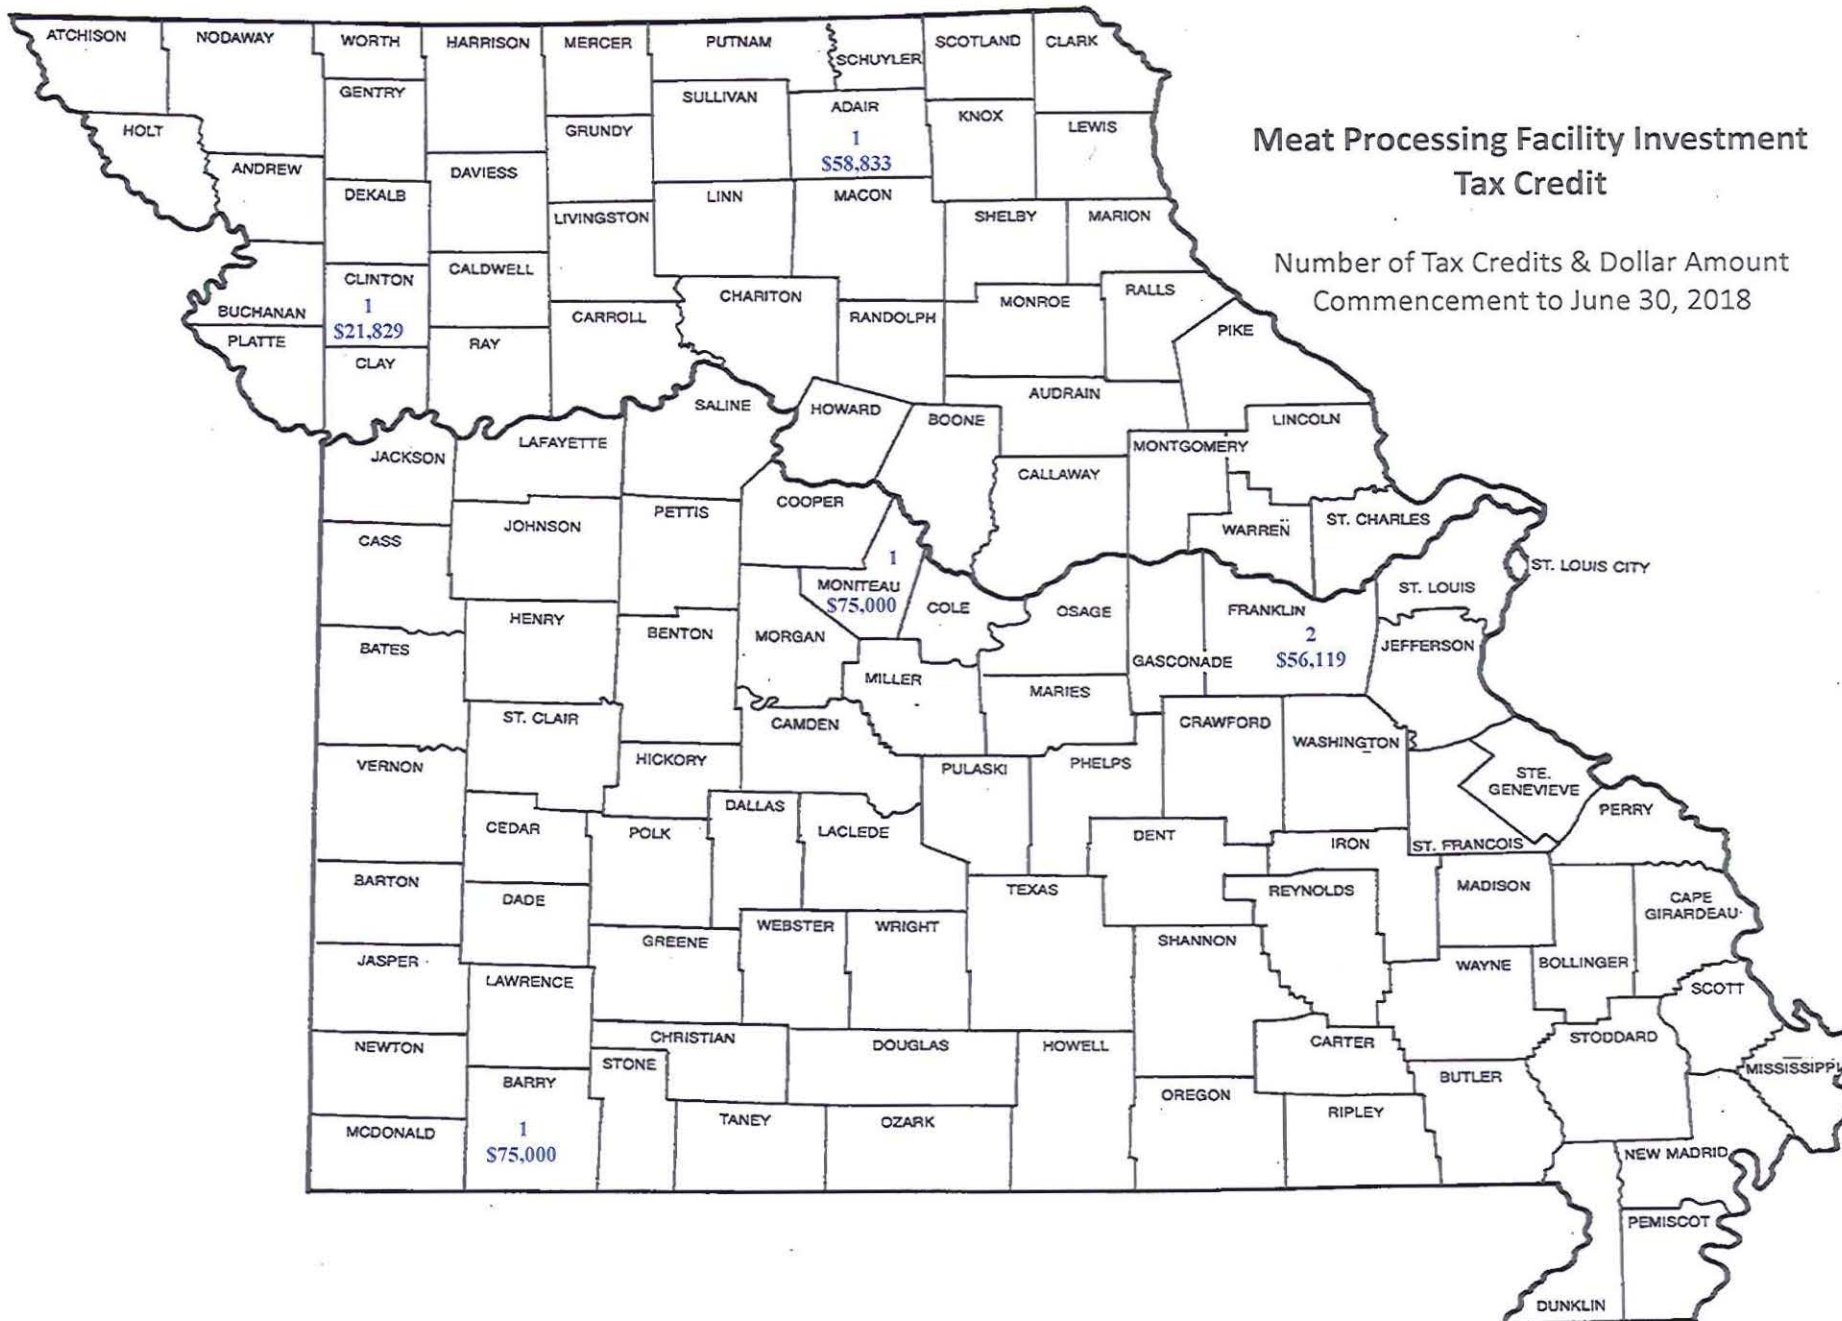 Meat Processing Facility Investment
Tax Credit
Number of Tax Credits & Dollar Amount
Commencement to June 30, 2018
ATCHISON
NODAWAY
WORTH
HARRISON
MERCER
PUTNAM
SCHUYLER
SCOTLAND
CLARK
GENTRY
SULLIVAN
ADAIR
1
$58,833
KNOX
LEWIS
HOLT
GRUNDY
ANDREW
DAVIESS
DEKALB
LIVINGSTON
LINN
MACON
SHELBY
MARION
CLINTON
1
$21,829
CALDWELL
BUCHANAN
CARROLL
CHARITON
RANDOLPH
MONROE
RALLS
PIKE
PLATTE
CLAY
RAY
SALINE
HOWARD
BOONE
AUDRAIN
LINCOLN
MONTGOMERY
JACKSON
LAFAYETTE
CALLAWAY
COOPER
PETTIS
JOHNSON
CASS
WARREN
ST. CHARLES
1
MONITEAU
$75,000
COLE
OSAGE
FRANKLIN
2
$56,119
ST. LOUIS
ST. LOUIS CITY
HENRY
BENTON
MORGAN
GASCONADE
JEFFERSON
BATES
MILLER
MARIES
ST. CLAIR
CAMDEN
CRAWFORD
WASHINGTON
VERNON
HICKORY
PULASKI
PHELPS
STE.
GENEVIEVE
PERRY
CEDAR
POLK
DALLAS
LACLEDE
DENT
IRON
ST. FRANCOIS
BARTON
DADE
TEXAS
REYNOLDS
MADISON
CAPE
GIRARDEAU
GREENE
WEBSTER
WRIGHT
SHANNON
JASPER
LAWRENCE
WAYNE
BOLLINGER
SCOTT
NEWTON
CHRISTIAN
DOUGLAS
HOWELL
CARTER
STODDARD
MISSISSIPPI
STONE
BARRY
1
$75,000
BUTLER
OREGON
RIPLEY
MCDONALD
TANEY
OZARK
NEW MADRID
PEMISCOT
DUNKLIN